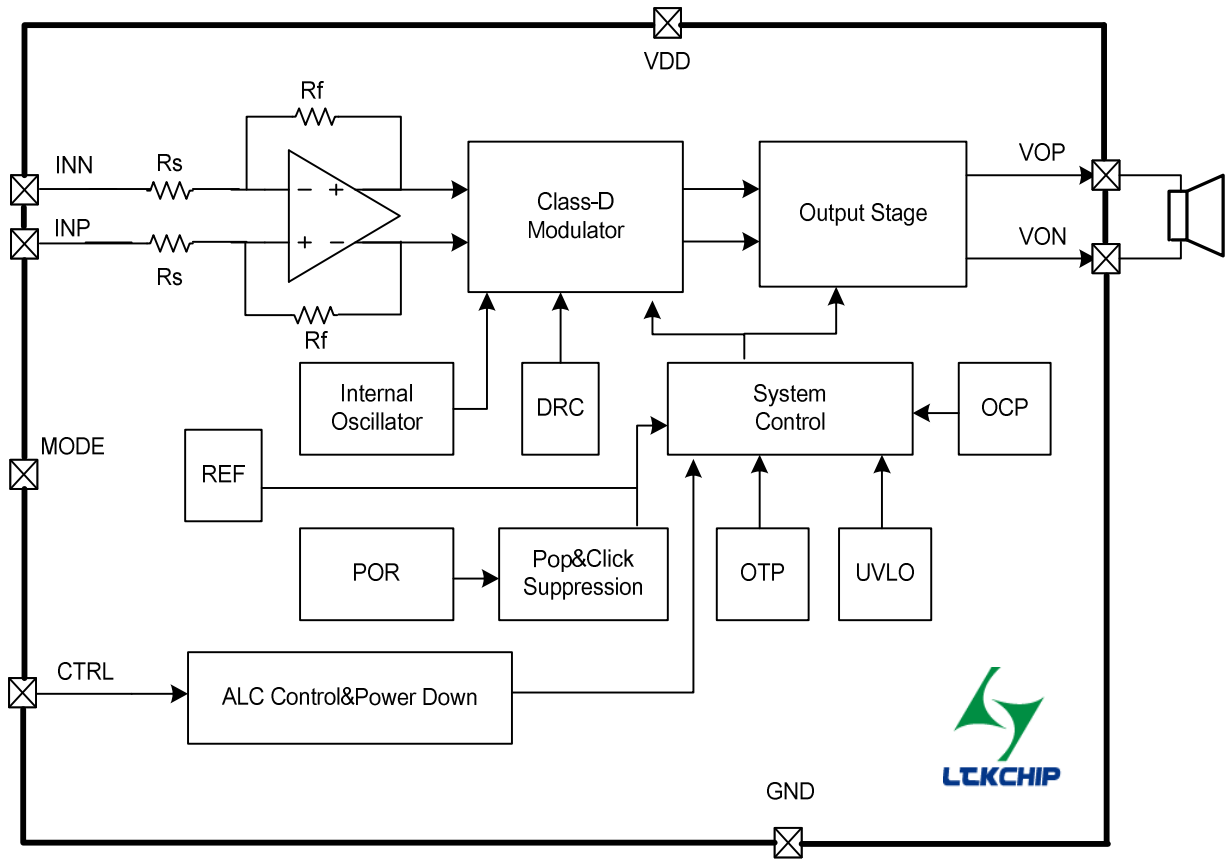 VDD
Rf
INN
Rs
VOP
- +
Class-D
Modulator
Output Stage
INP
+ -
VON
Rs
Rf
Internal
Oscillator
DRC
System
Control
OCP
MODE
REF
POR
Pop&Click
Suppression
OTP
UVLO
CTRL
ALC Control&Power Down
LTKCHIP
GND